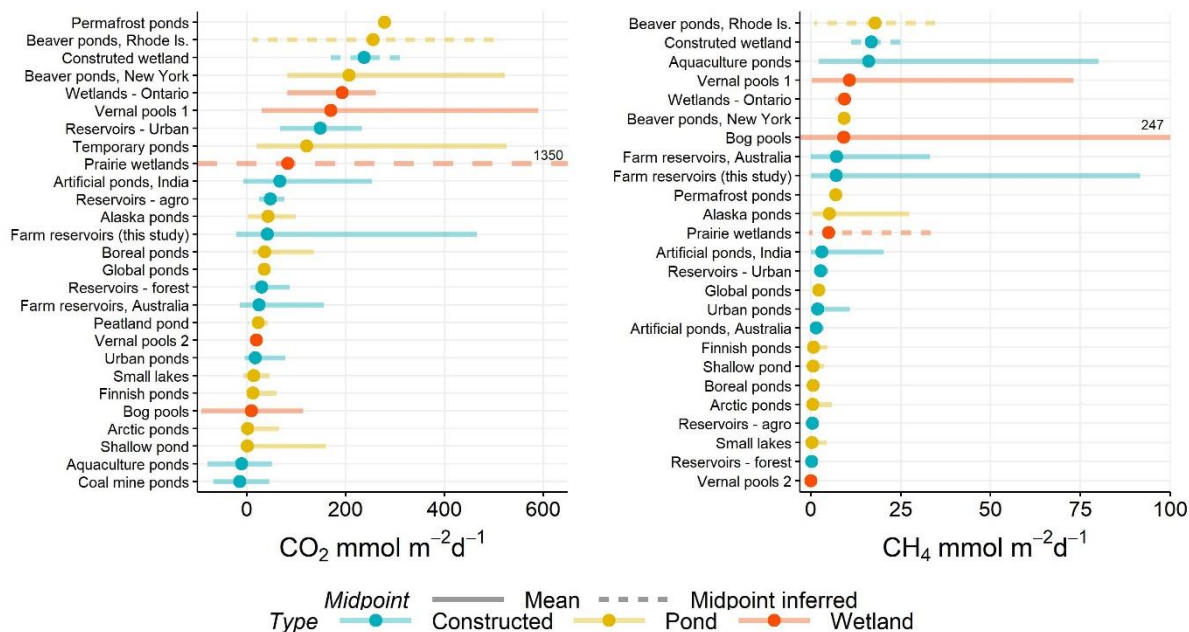 Permafrost ponds
Beaver ponds, Rhode Is.
Construted wetland
Beaver ponds, New York
Wetlands - Ontario
Vernal pools 1
Reservoirs - Urban
Temporary ponds
Prairie wetlands
Artificial ponds, India
Reservoirs - agro
Alaska ponds
Farm reservoirs (this study)
Boreal ponds
Global ponds
Reservoirs - forest
Farm reservoirs, Australia
Peatland pond
Vernal pools 2
Urban ponds
Small lakes
Finnish ponds
Bog pools
Arctic ponds
Shallow pond
Aquaculture ponds
Coal mine ponds
1350
0 200 400 600
CO₂ mmol m⁻²d⁻¹
Beaver ponds, Rhode Is.
Construted wetland
Aquaculture ponds
Vernal pools 1
Wetlands - Ontario
Beaver ponds, New York
Bog pools
Farm reservoirs, Australia
Farm reservoirs (this study)
Permafrost ponds
Alaska ponds
Prairie wetlands
Artificial ponds, India
Reservoirs - Urban
Global ponds
Urban ponds
Artificial ponds, Australia
Finnish ponds
Shallow pond
Boreal ponds
Arctic ponds
Reservoirs - agro
Small lakes
Reservoirs - forest
Vernal pools 2
247
0 25 50 75 100
CH₄ mmol m⁻²d⁻¹
Midpoint Mean Midpoint inferred
Type Constructed Pond Wetland